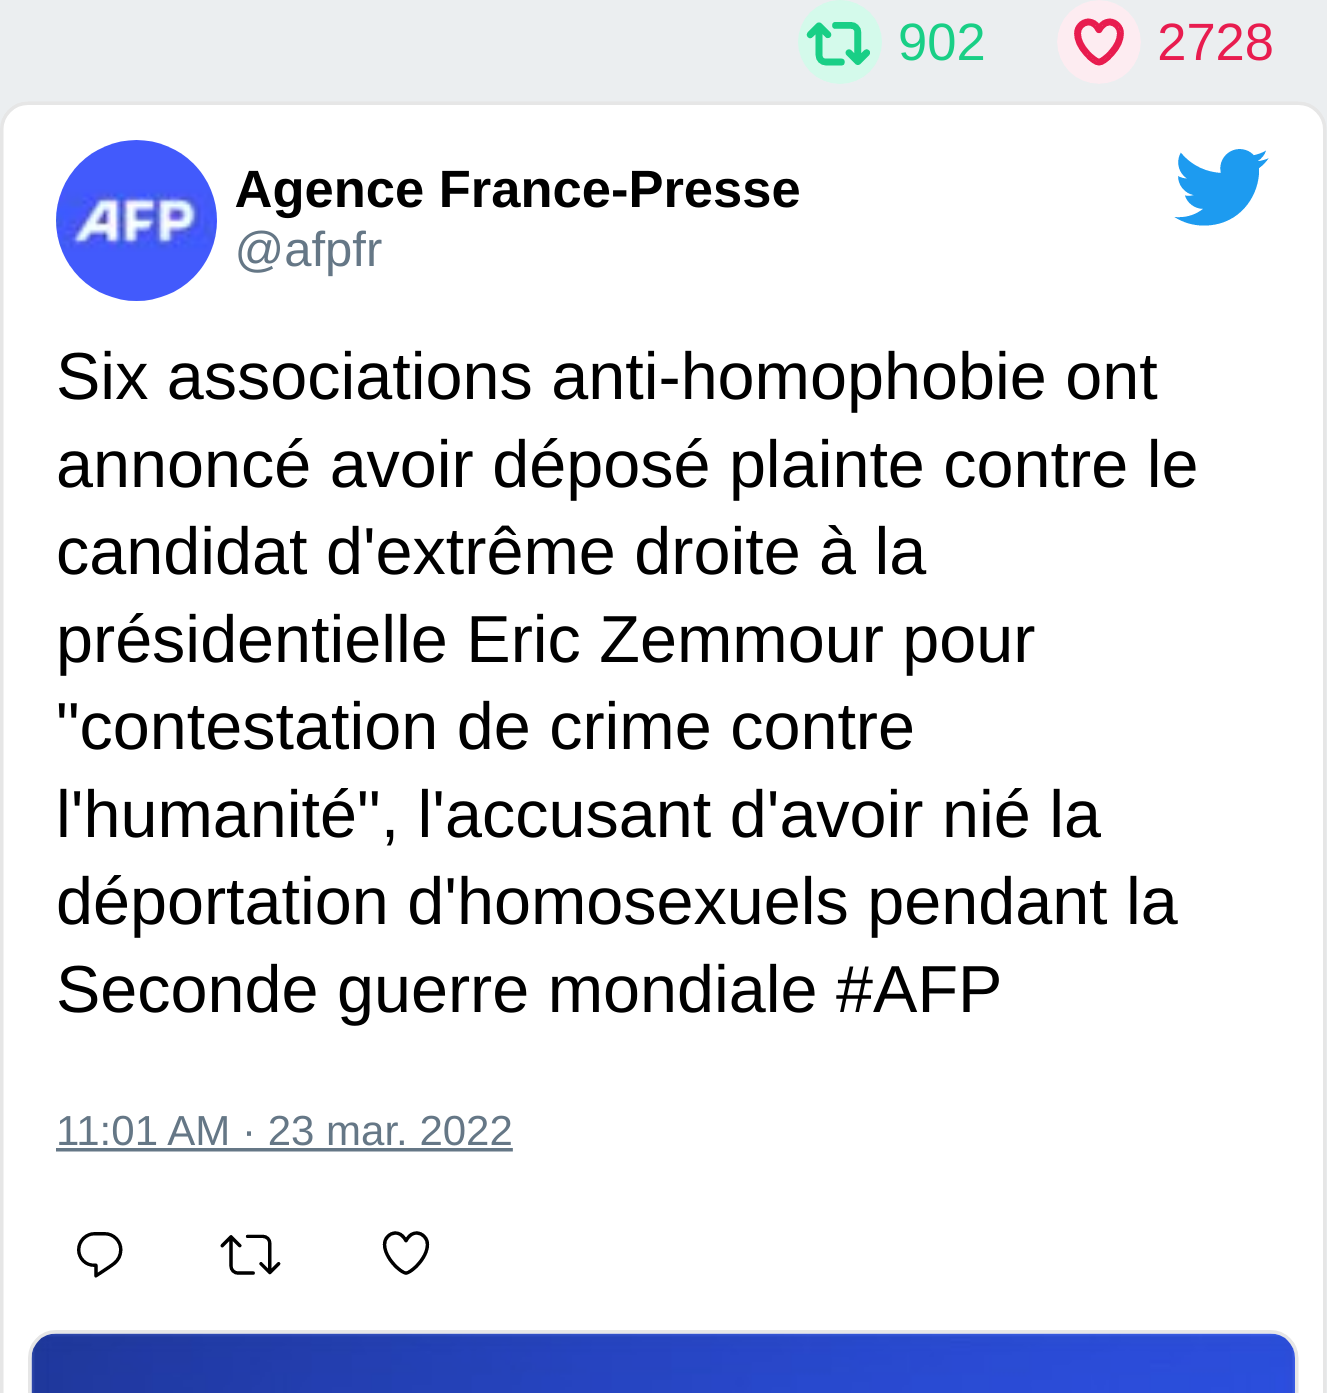 902 2728
AFP
Agence France-Presse
@afpfr
Six associations anti-homophobie ont
annoncé avoir déposé plainte contre le
candidat d'extrême droite à la
présidentielle Eric Zemmour pour
"contestation de crime contre
l'humanité", l'accusant d'avoir nié la
déportation d'homosexuels pendant la
Seconde guerre mondiale #AFP
11:01 AM · 23 mar. 2022